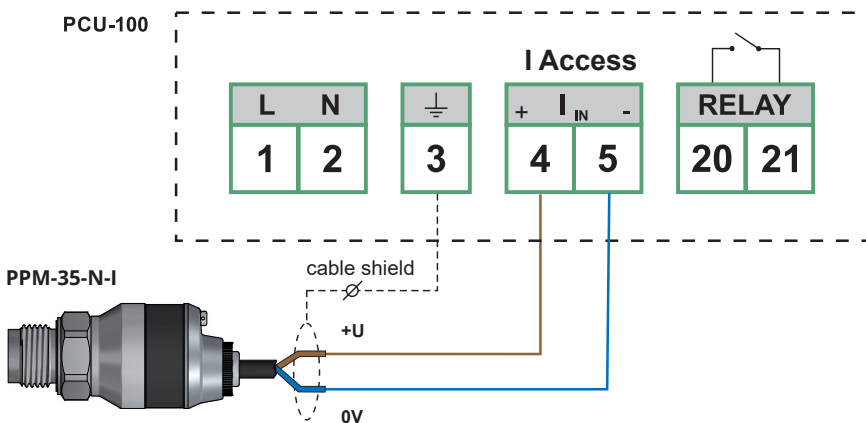 PCU-100
I Access
L N
⏚
+ I IN -
RELAY
1 2
3
4 5
20 21
cable shield
PPM-35-N-I
+U
0V